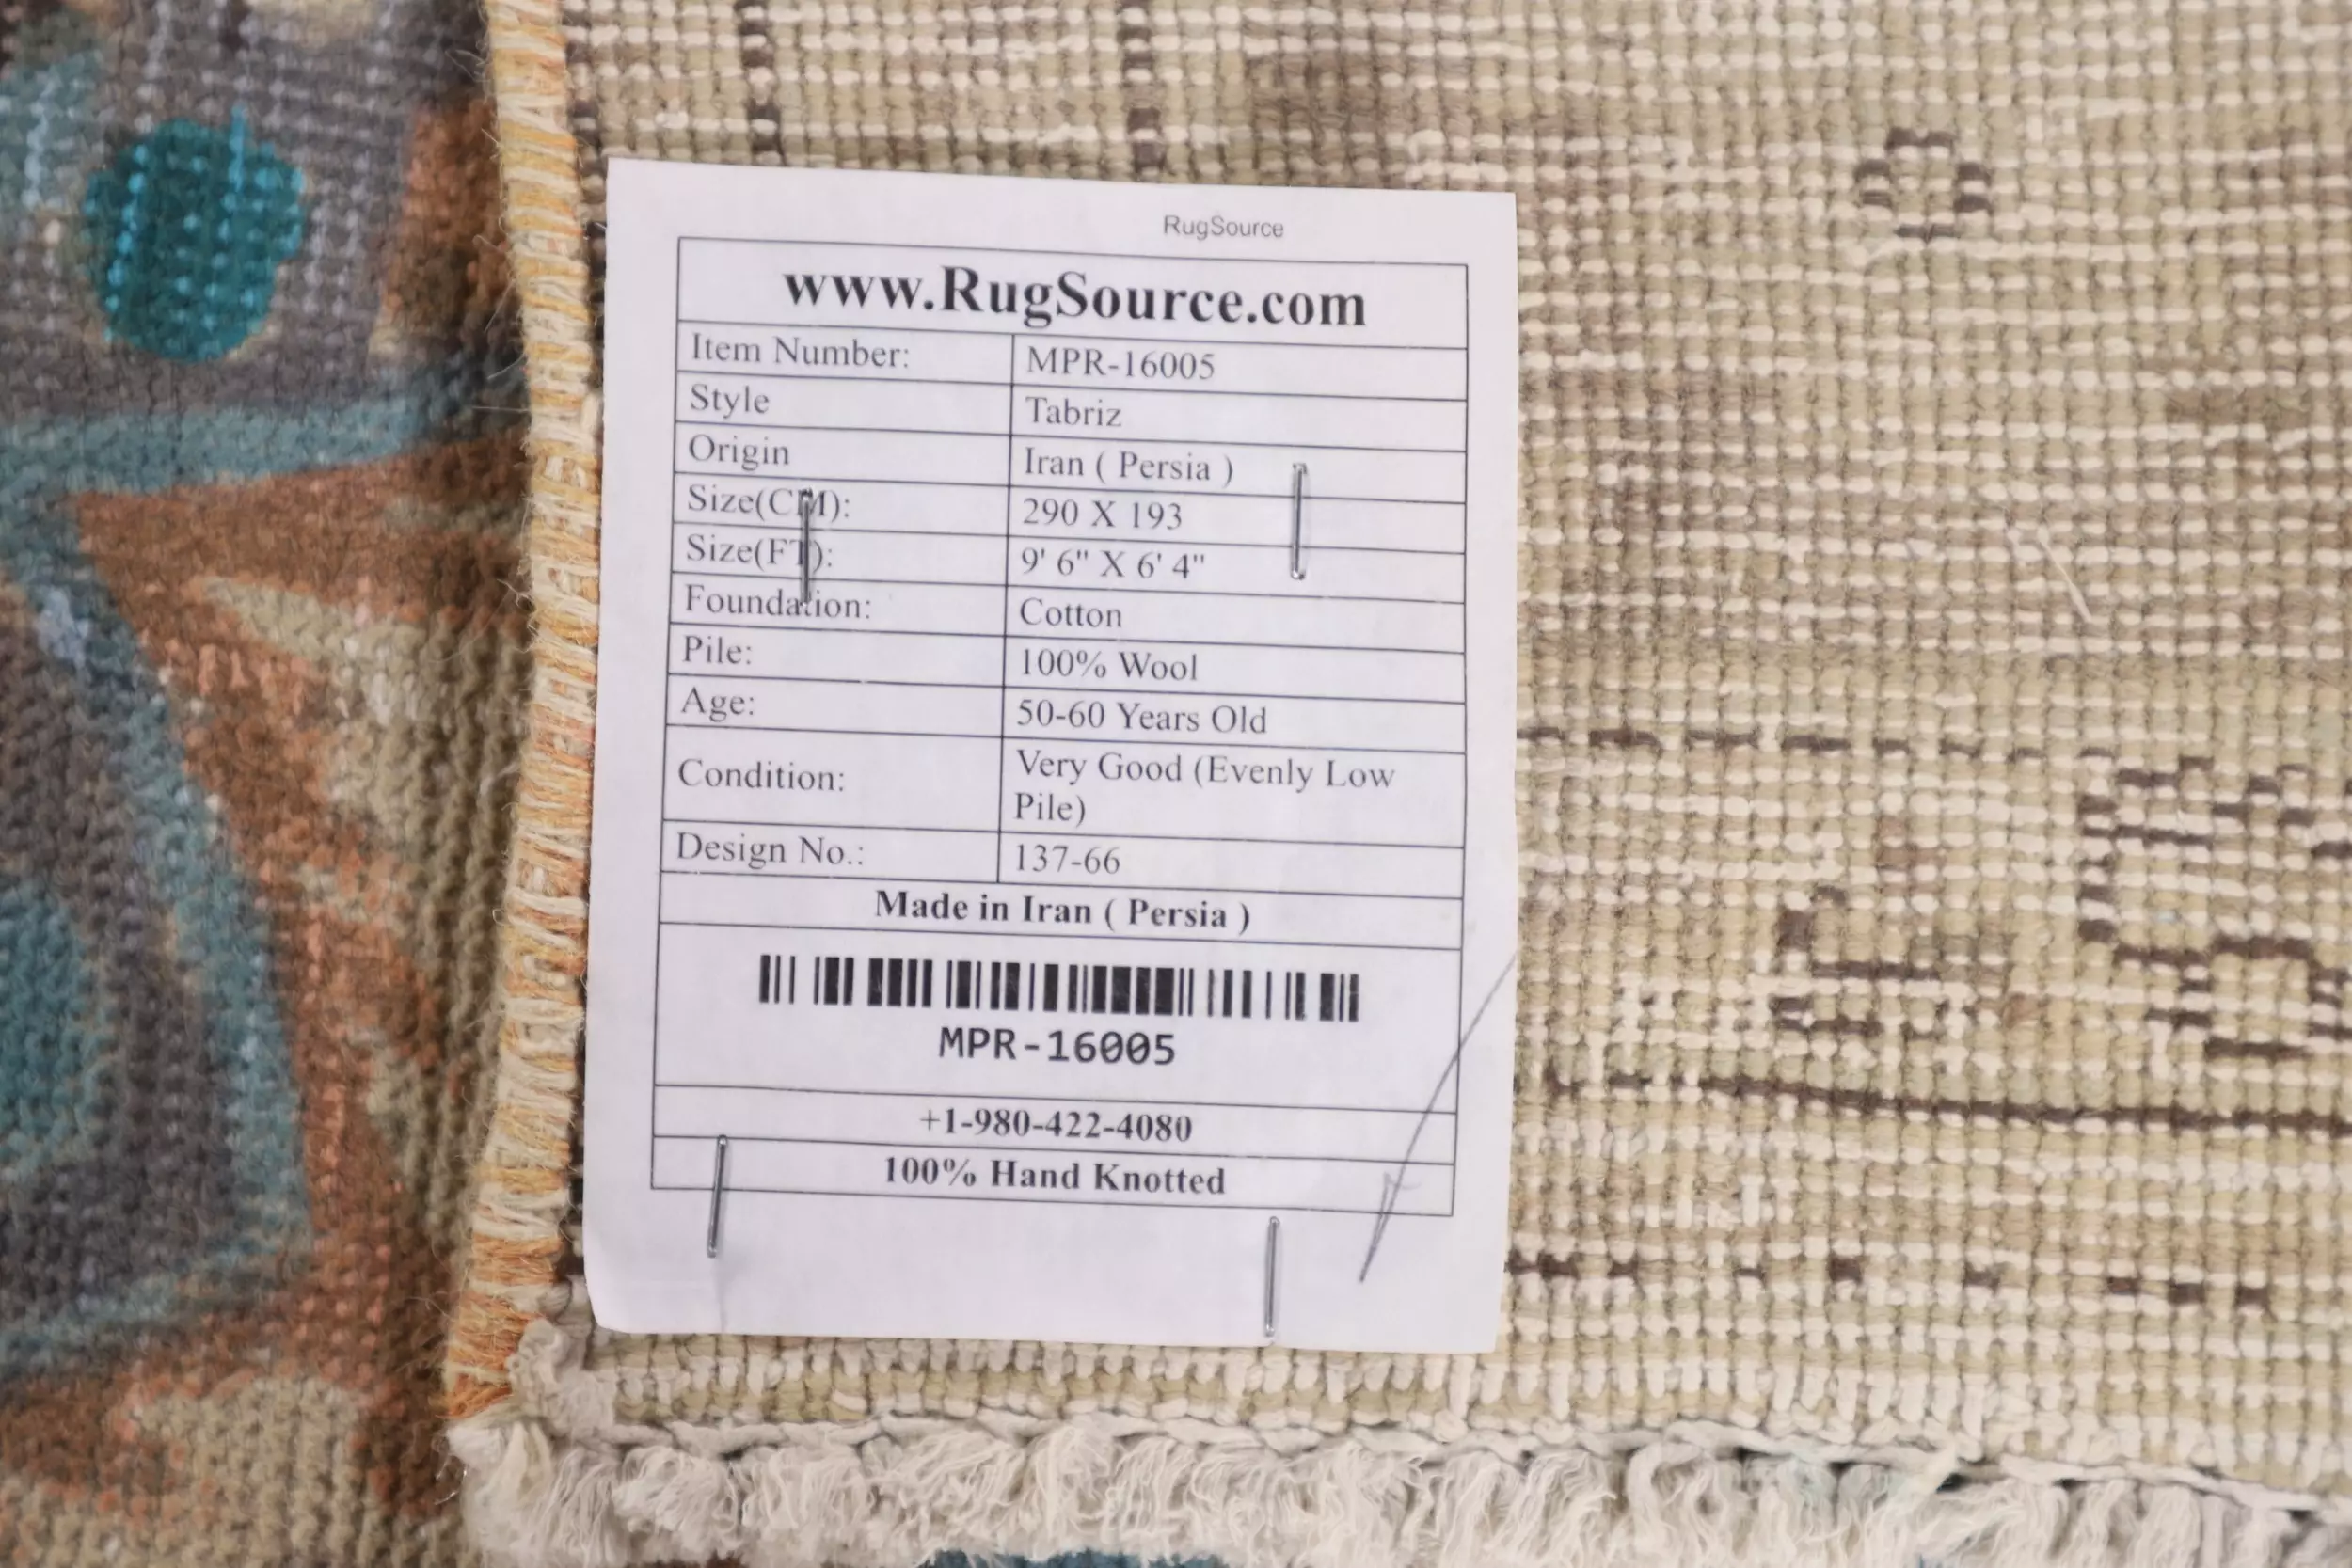 RugSource
www.RugSource.com
Item Number: MPR-16005
Style Tabriz
Origin Iran ( Persia )
Size(CM): 290 X 193
Size(FT): 9' 6" X 6' 4"
Foundation: Cotton
Pile: 100% Wool
Age: 50-60 Years Old
Condition: Very Good (Evenly Low
Pile)
Design No.: 137-66
Made in Iran ( Persia )
MPR-16005
+1-980-422-4080
100% Hand Knotted